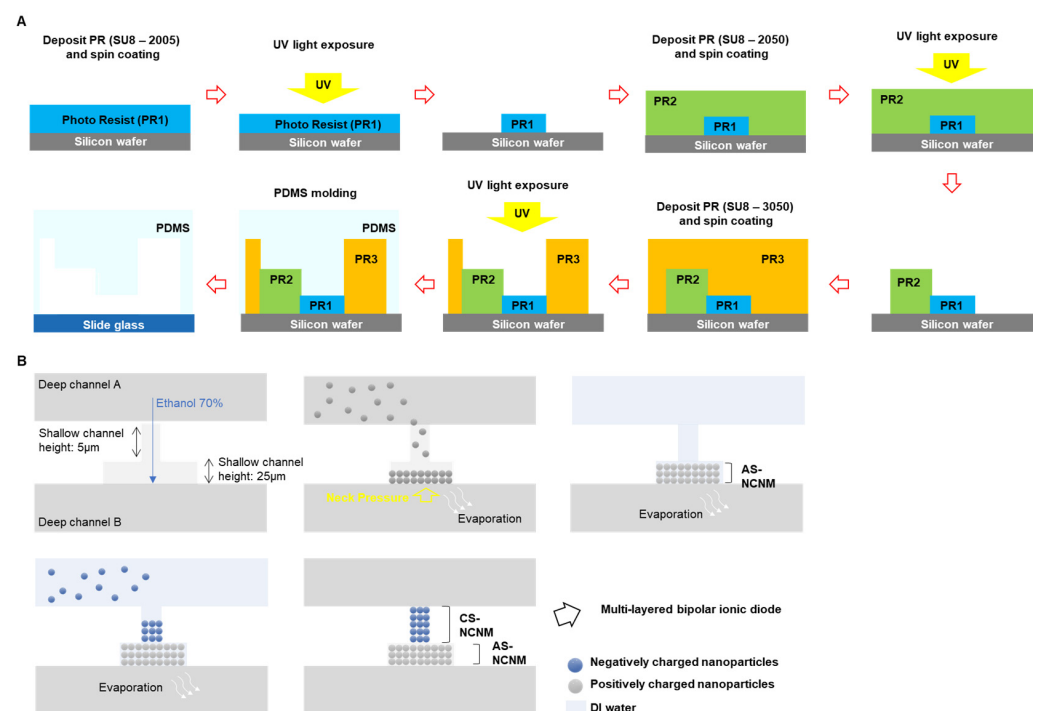 A
Deposit PR (SU8 – 2005)
and spin coating
UV light exposure
Deposit PR (SU8 – 2050)
and spin coating
UV light exposure
UV
UV
PR2
PR2
Photo Resist (PR1)
Photo Resist (PR1)
PR1
PR1
PR1
Silicon wafer
Silicon wafer
Silicon wafer
Silicon wafer
Silicon wafer
PDMS molding
UV light exposure
Deposit PR (SU8 – 3050)
and spin coating
UV
PDMS
PDMS
PR3
PR3
PR3
PR2
PR2
PR2
PR2
PR1
PR1
PR1
PR1
Slide glass
Silicon wafer
Silicon wafer
Silicon wafer
Silicon wafer
B
Deep channel A
Ethanol 70%
Shallow channel
height: 5μm
Shallow channel
height: 25μm
Deep channel B
Neck Pressure
Evaporation
AS-
NCNM
Evaporation
Evaporation
CS-
NCNM
AS-
NCNM
Multi-layered bipolar ionic diode
Negatively charged nanoparticles
Positively charged nanoparticles
DI water